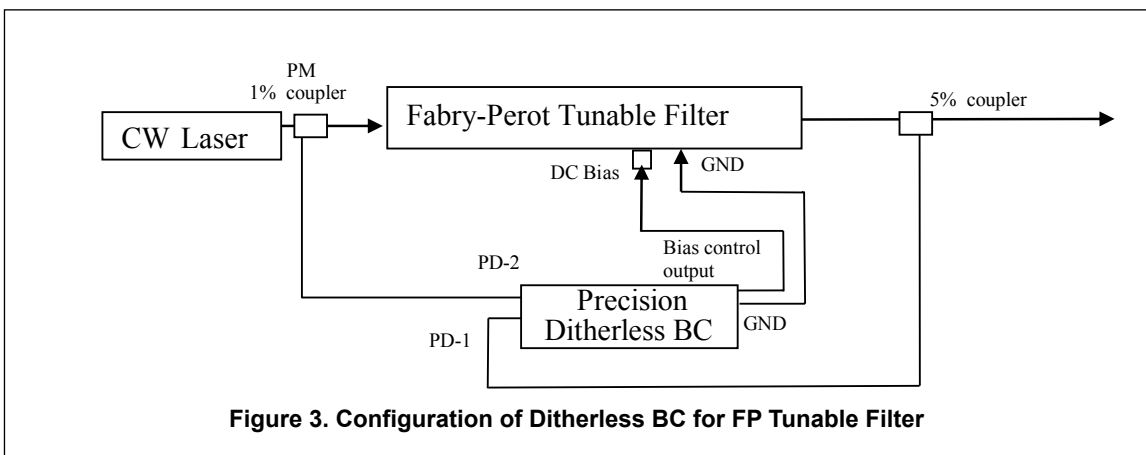 PM
1% coupler
CW Laser
Fabry-Perot Tunable Filter
5% coupler
DC Bias
GND
Bias control
output
PD-2
Precision
Ditherless BC
GND
PD-1
Figure 3. Configuration of Ditherless BC for FP Tunable Filter